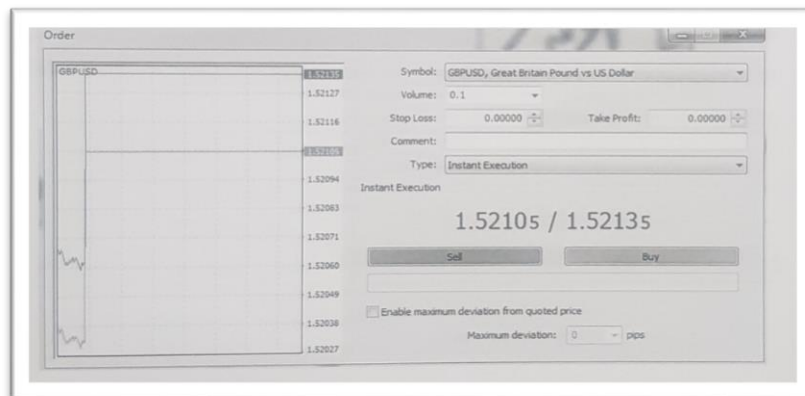 Order
GBPUSD
1.52135
1.52127
1.52116
1.52105
1.52094
1.52083
1.52071
1.52060
1.52049
1.52038
1.52027
Symbol: GBPUSD, Great Britain Pound vs US Dollar
Volume: 0.1
Stop Loss: 0.00000 Take Profit: 0.00000
Comment:
Type: Instant Execution
Instant Execution
1.52105 / 1.52135
Sell Buy
Enable maximum deviation from quoted price
Maximum deviation: 0 pips